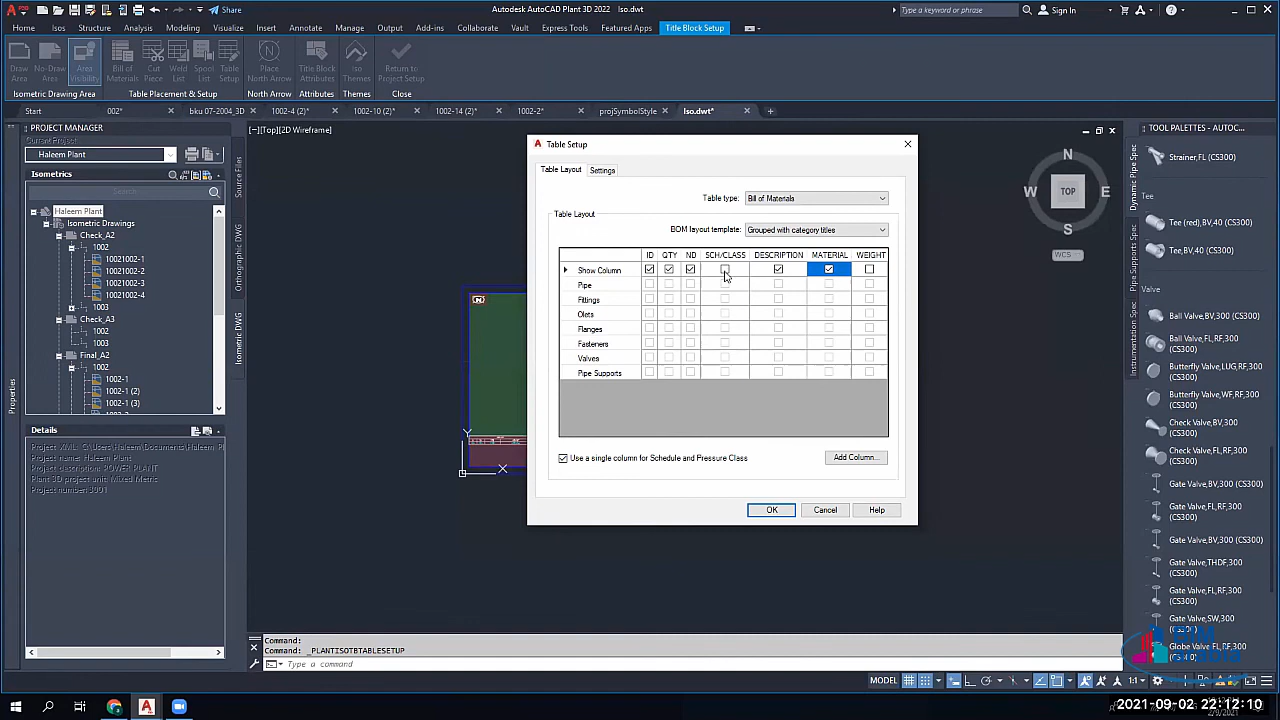 Share
Autodesk AutoCAD Plant 3D 2022 Iso.dwt
Type a keyword or phrase
Sign In
Home Isos Structure Analysis Modeling Visualize Insert Annotate Manage Output Add-ins Collaborate Vault Express Tools Featured Apps Title Block Setup
Draw Area
No-Draw Area
Area Visibility
Bill of Materials
Cut Piece
Weld List
Spool List
Table Setup
Place North Arrow
Title Block Attributes
Iso Themes
Return to Project Setup
Isometric Drawing Area Table Placement & Setup North Arrow Attributes Themes Close
Start 002* bku 07-2004_3D 1002-4 (2)* 1002-10 (2)* 1002-14 (2)* 1002-2* projSymbolStyle Iso.dwt*
PROJECT MANAGER
Current Project
Haleem Plant
Isometrics
Search
Haleem Plant
Isometric Drawings
Check_A2
1002
10021002-1
10021002-2
10021002-3
10021002-4
1003
Check_A3
1002
1002
Final_A2
1002
1002-1
1002-1 (2)
1002-1 (3)
Source Files
Orthographic DWG
Isometric DWG
Properties
Details
Project XML: C:\Users\Haleem\Documents\Haleem P
Project name: Haleem Plant
Project description: POWER PLANT
Plant 3D project unit: Mixed Metric
Project number: 3001
[−][Top][2D Wireframe]
Table Setup
Table Layout Settings
Table type: Bill of Materials
Table Layout
BOM layout template: Grouped with category titles
ID QTY ND SCH/CLASS DESCRIPTION MATERIAL WEIGHT
Show Column
Pipe
Fittings
Olets
Flanges
Fasteners
Valves
Pipe Supports
Use a single column for Schedule and Pressure Class
Add Column...
OK Cancel Help
Y
X
N
W TOP E
S
WCS
TOOL PALETTES - AUTOC...
Dynamic Pipe Spec
Pipe Supports Spec
Instrumentation Spec
Strainer,FL (CS300)
Tee
Tee (red),BV,40 (CS300)
Tee,BV,40 (CS300)
Valve
Ball Valve,BV,300 (CS300)
Ball Valve,FL,RF,300 (CS300)
Butterfly Valve,LUG,RF,300 (CS300)
Butterfly Valve,WF,RF,300 (CS300)
Check Valve,BV,300 (CS300)
Check Valve,FL,RF,300 (CS300)
Gate Valve,BV,300 (CS300)
Gate Valve,FL,RF,300 (CS300)
Gate Valve,BV,300 (CS300)
Gate Valve,THDF,300 (CS300)
Gate Valve,FL,RF,300 (CS300)
Gate Valve,SW,300 (CS300)
Globe Valve,FL,RF,300
Command:
Command: _PLANTISOTBTABLESETUP
Type a command
MODEL
1:1
2021-09-02 22:12:10